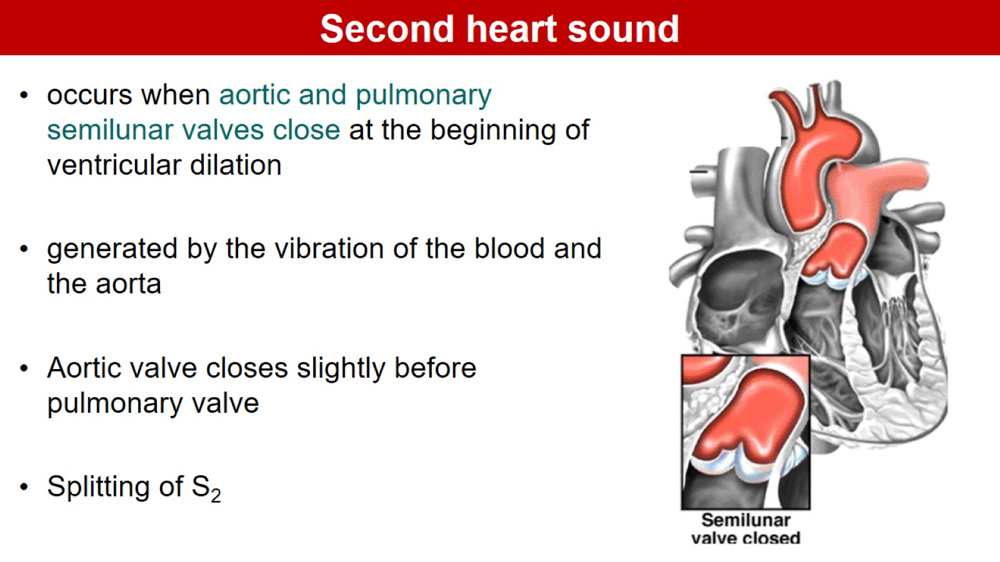 Second heart sound
• occurs when aortic and pulmonary
semilunar valves close at the beginning of
ventricular dilation
• generated by the vibration of the blood and
the aorta
• Aortic valve closes slightly before
pulmonary valve
• Splitting of S₂
Semilunar
valve closed